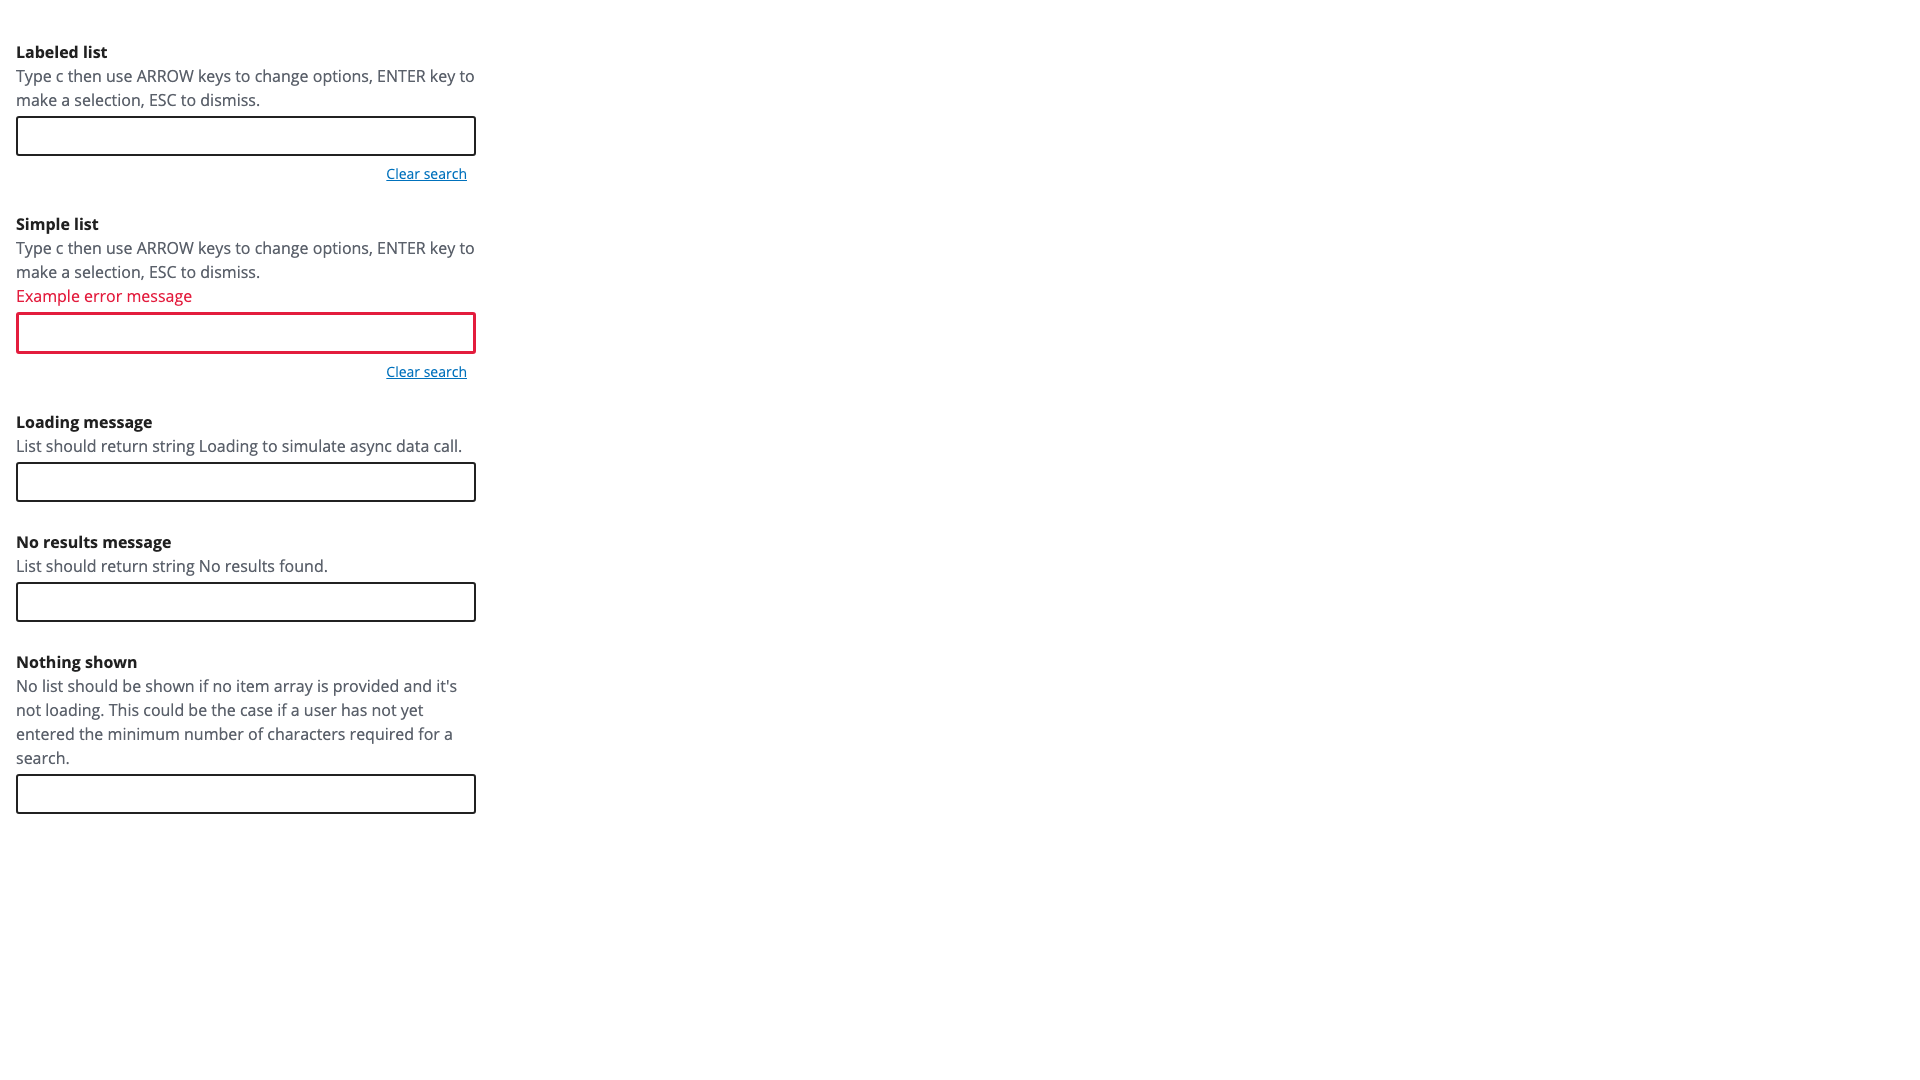 Labeled list
Type c then use ARROW keys to change options, ENTER key to
make a selection, ESC to dismiss.
Clear search
Simple list
Type c then use ARROW keys to change options, ENTER key to
make a selection, ESC to dismiss.
Example error message
Clear search
Loading message
List should return string Loading to simulate async data call.
No results message
List should return string No results found.
Nothing shown
No list should be shown if no item array is provided and it's
not loading. This could be the case if a user has not yet
entered the minimum number of characters required for a
search.